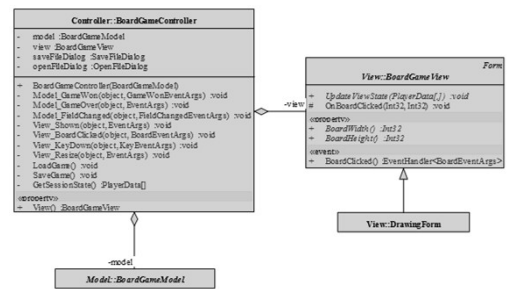 Controller::BoardGameController
- model :BoardGameModel
- view :BoardGameView
- saveFileDialog :SaveFileDialog
- openFileDialog :OpenFileDialog
+ BoardGameController(BoardGameModel)
- Model_GameWon(object, GameWonEventArgs) :void
- Model_GameOver(object, EventArgs) :void
- Model_FieldChanged(object, FieldChangedEventArgs) :void
- View_Shown(object, EventArgs) :void
- View_BoardClicked(object, BoardEventArgs) :void
- View_KeyDown(object, KeyEventArgs) :void
- View_Resize(object, EventArgs) :void
- LoadGame() :void
- SaveGame() :void
- GetSessionState() :PlayerData[]
«property»
+ View() :BoardGameView
-view
Form
View::BoardGameView
+ UpdateViewState(PlayerData[,]) :void
# OnBoardClicked(Int32, Int32) :void
«property»
+ BoardWidth() :Int32
+ BoardHeight() :Int32
«event»
+ BoardClicked() :EventHandler<BoardEventArgs>
View::DrawingForm
-model
Model::BoardGameModel